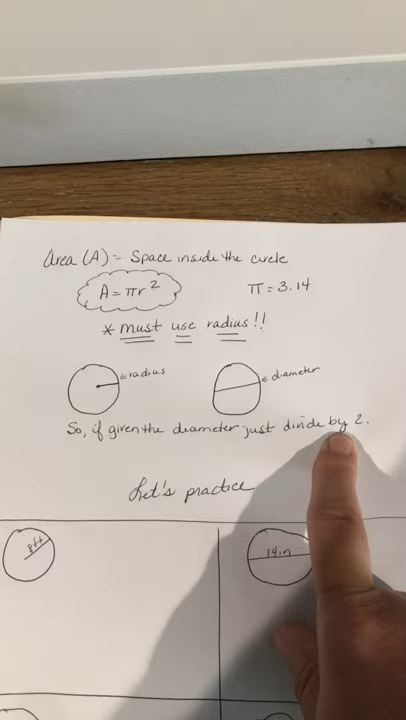 Area (A) = Space inside the circle
A = πr²
π = 3.14
* must use radius!!
radius
diameter
So, if given the diameter just divide by 2.
Let's practice
8ft
14in